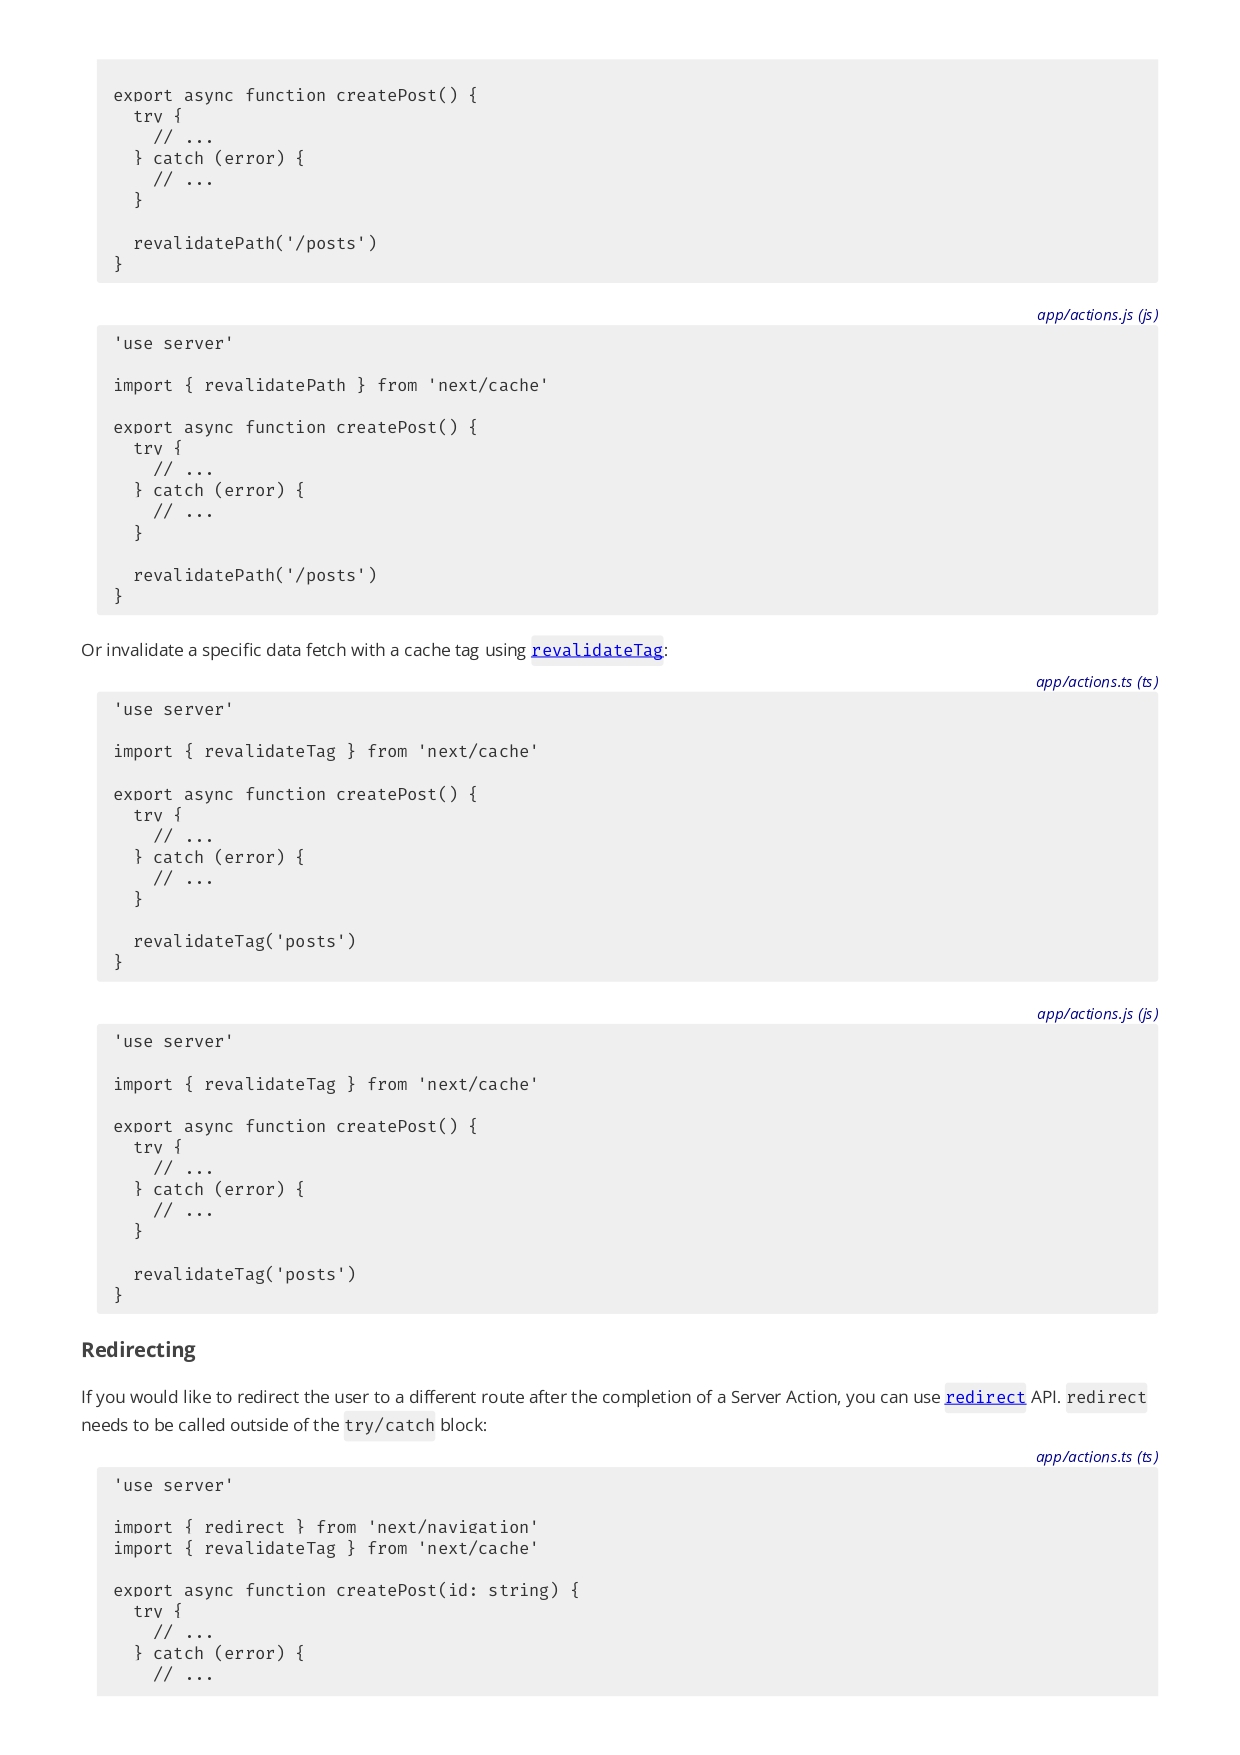 export async function createPost() {
  try {
    // ...
  } catch (error) {
    // ...
  }

  revalidatePath('/posts')
}
app/actions.js (js)
'use server'

import { revalidatePath } from 'next/cache'

export async function createPost() {
  try {
    // ...
  } catch (error) {
    // ...
  }

  revalidatePath('/posts')
}
Or invalidate a specific data fetch with a cache tag using revalidateTag:
app/actions.ts (ts)
'use server'

import { revalidateTag } from 'next/cache'

export async function createPost() {
  try {
    // ...
  } catch (error) {
    // ...
  }

  revalidateTag('posts')
}
app/actions.js (js)
'use server'

import { revalidateTag } from 'next/cache'

export async function createPost() {
  try {
    // ...
  } catch (error) {
    // ...
  }

  revalidateTag('posts')
}
Redirecting
If you would like to redirect the user to a different route after the completion of a Server Action, you can use redirect API. redirect
needs to be called outside of the try/catch block:
app/actions.ts (ts)
'use server'

import { redirect } from 'next/navigation'
import { revalidateTag } from 'next/cache'

export async function createPost(id: string) {
  try {
    // ...
  } catch (error) {
    // ...